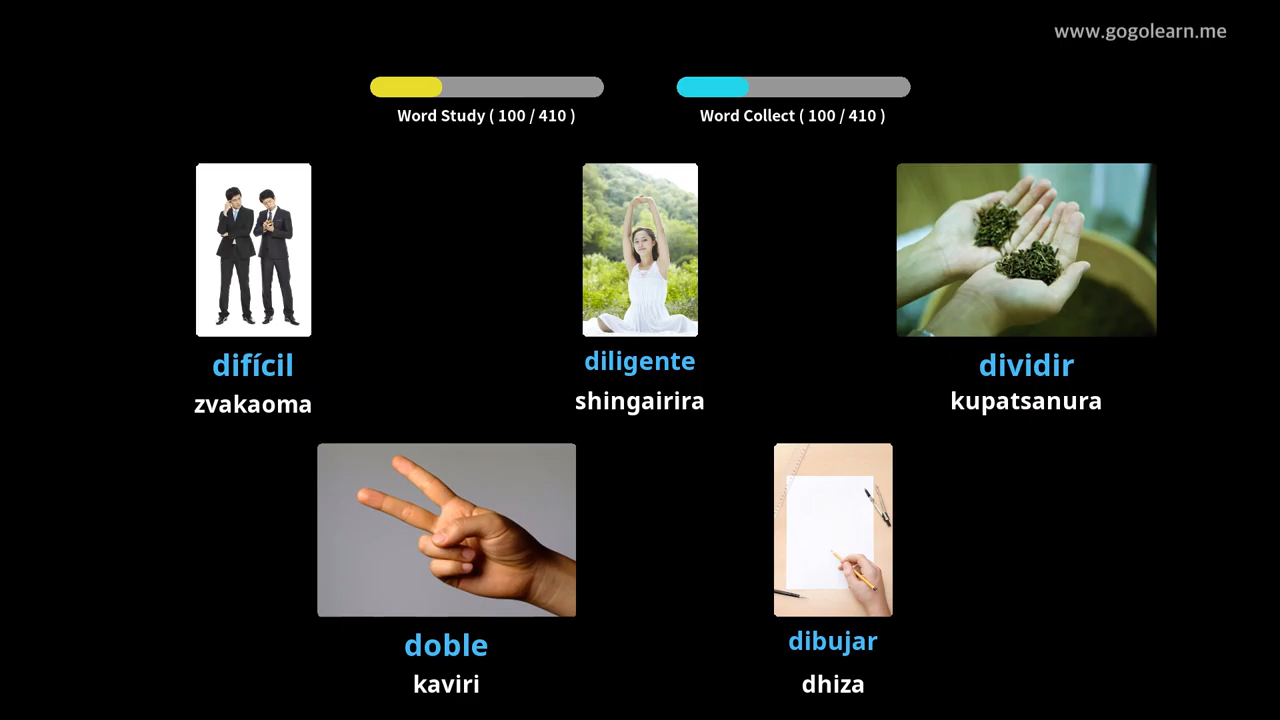 www.gogolearn.me
Word Study ( 100 / 410 )
Word Collect ( 100 / 410 )
difícil
zvakaoma
diligente
shingairira
dividir
kupatsanura
doble
kaviri
dibujar
dhiza